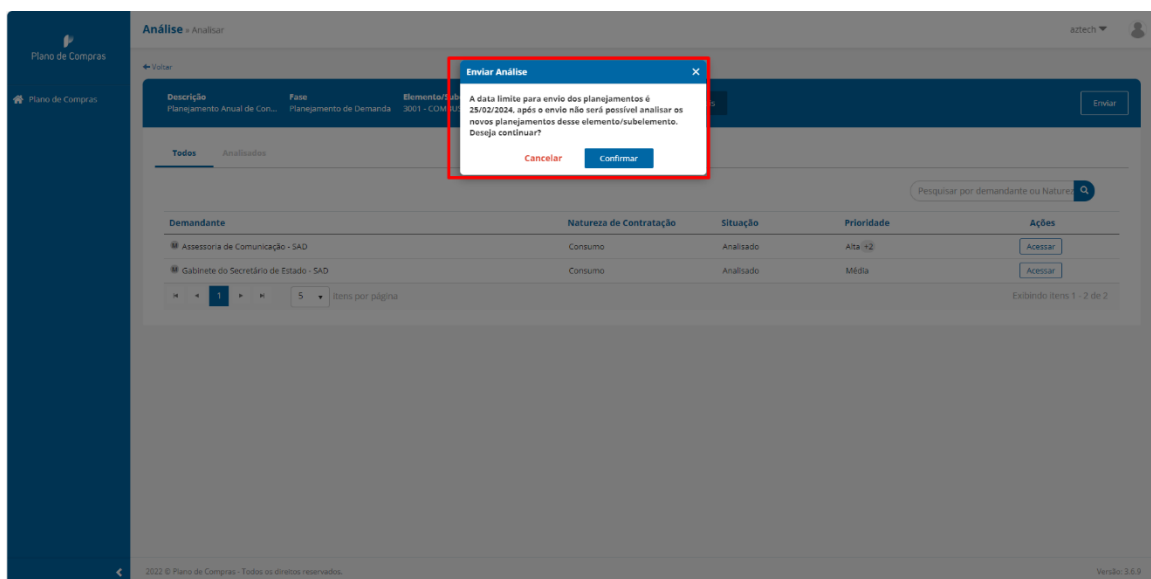 Plano de Compras
Plano de Compras
Análise » Analisar
aztech
Voltar
Descrição
Planejamento Anual de Con...
Fase
Planejamento de Demanda
Elemento/Sub
3001 - COMBUS
Enviar
Enviar Análise
A data limite para envio dos planejamentos é
25/02/2024, após o envio não será possível analisar os
novos planejamentos desse elemento/subelemento.
Deseja continuar?
Cancelar Confirmar
Todos Analisados
Pesquisar por demandante ou Naturez
Demandante Natureza de Contratação Situação Prioridade Ações
Assessoria de Comunicação - SAD Consumo Analisado Alta +2 Acessar
Gabinete do Secretário de Estado - SAD Consumo Analisado Média Acessar
1 5 itens por página Exibindo itens 1 - 2 de 2
2022 © Plano de Compras - Todos os direitos reservados. Versão: 3.6.9